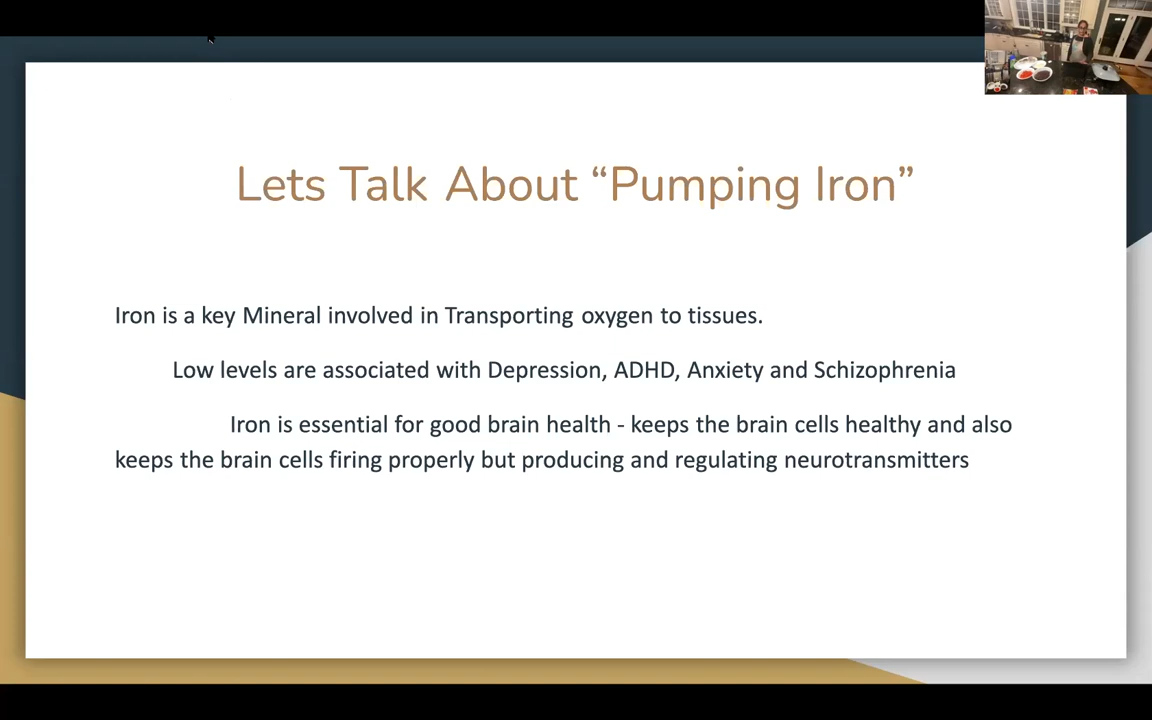 Lets Talk About “Pumping Iron”
Iron is a key Mineral involved in Transporting oxygen to tissues.
Low levels are associated with Depression, ADHD, Anxiety and Schizophrenia
Iron is essential for good brain health - keeps the brain cells healthy and also
keeps the brain cells firing properly but producing and regulating neurotransmitters